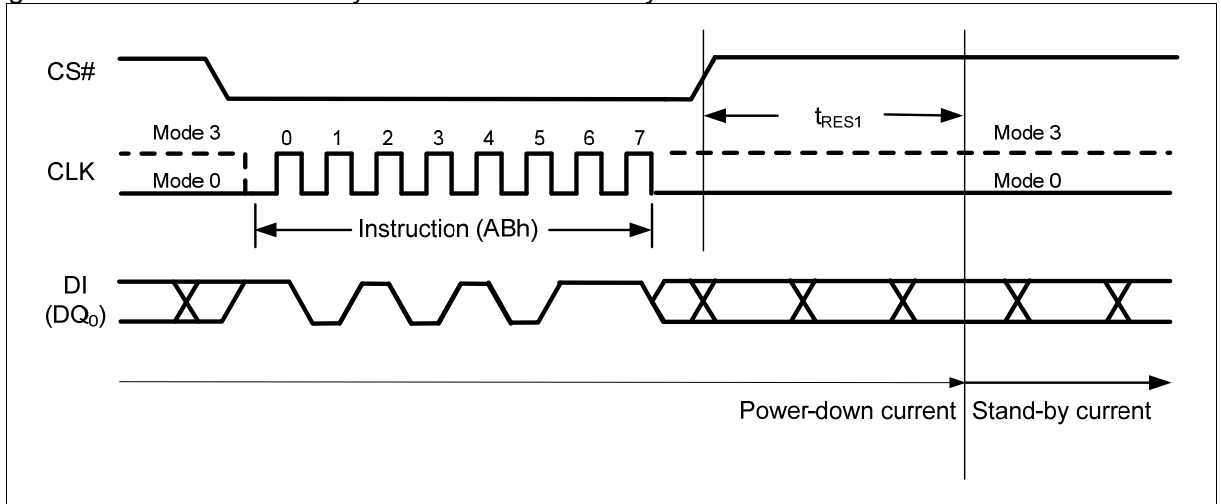 CS#
tRES1
Mode 3 0 1 2 3 4 5 6 7 Mode 3
CLK
Mode 0 Mode 0
Instruction (ABh)
DI
(DQ0)
Power-down current Stand-by current